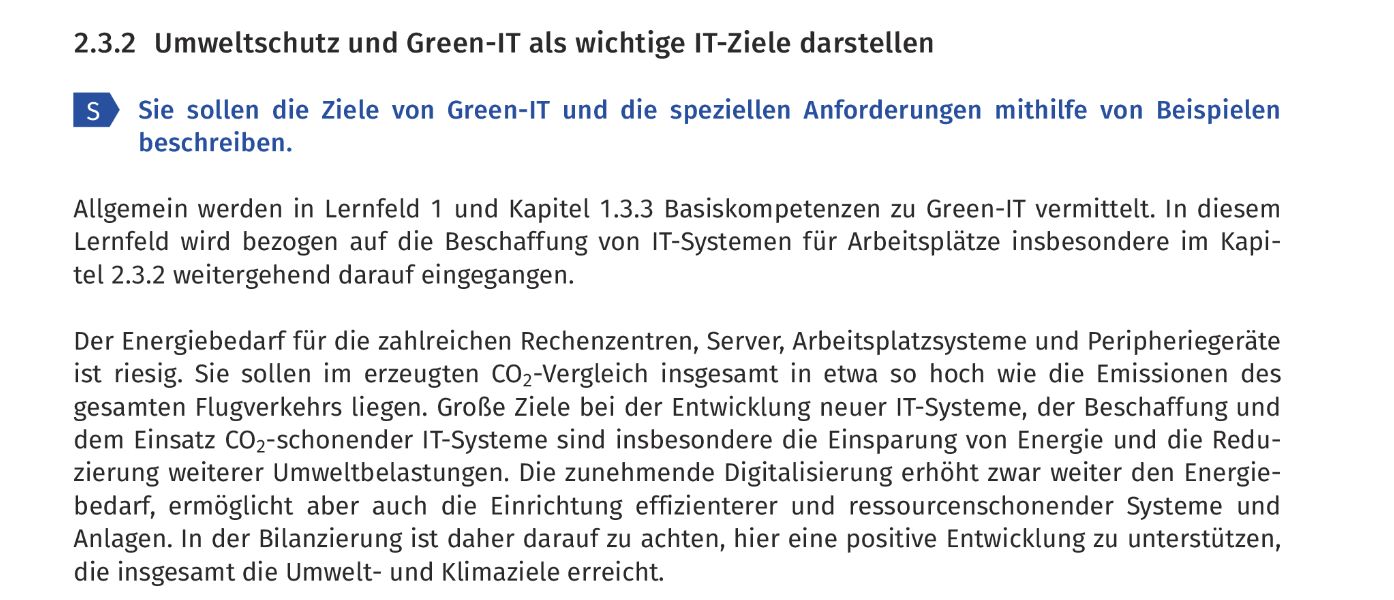 2.3.2 Umweltschutz und Green-IT als wichtige IT-Ziele darstellen
S Sie sollen die Ziele von Green-IT und die speziellen Anforderungen mithilfe von Beispielen
beschreiben.
Allgemein werden in Lernfeld 1 und Kapitel 1.3.3 Basiskompetenzen zu Green-IT vermittelt. In diesem
Lernfeld wird bezogen auf die Beschaffung von IT-Systemen für Arbeitsplätze insbesondere im Kapi-
tel 2.3.2 weitergehend darauf eingegangen.
Der Energiebedarf für die zahlreichen Rechenzentren, Server, Arbeitsplatzsysteme und Peripheriegeräte
ist riesig. Sie sollen im erzeugten CO₂-Vergleich insgesamt in etwa so hoch wie die Emissionen des
gesamten Flugverkehrs liegen. Große Ziele bei der Entwicklung neuer IT-Systeme, der Beschaffung und
dem Einsatz CO₂-schonender IT-Systeme sind insbesondere die Einsparung von Energie und die Redu-
zierung weiterer Umweltbelastungen. Die zunehmende Digitalisierung erhöht zwar weiter den Energie-
bedarf, ermöglicht aber auch die Einrichtung effizienterer und ressourcenschonender Systeme und
Anlagen. In der Bilanzierung ist daher darauf zu achten, hier eine positive Entwicklung zu unterstützen,
die insgesamt die Umwelt- und Klimaziele erreicht.